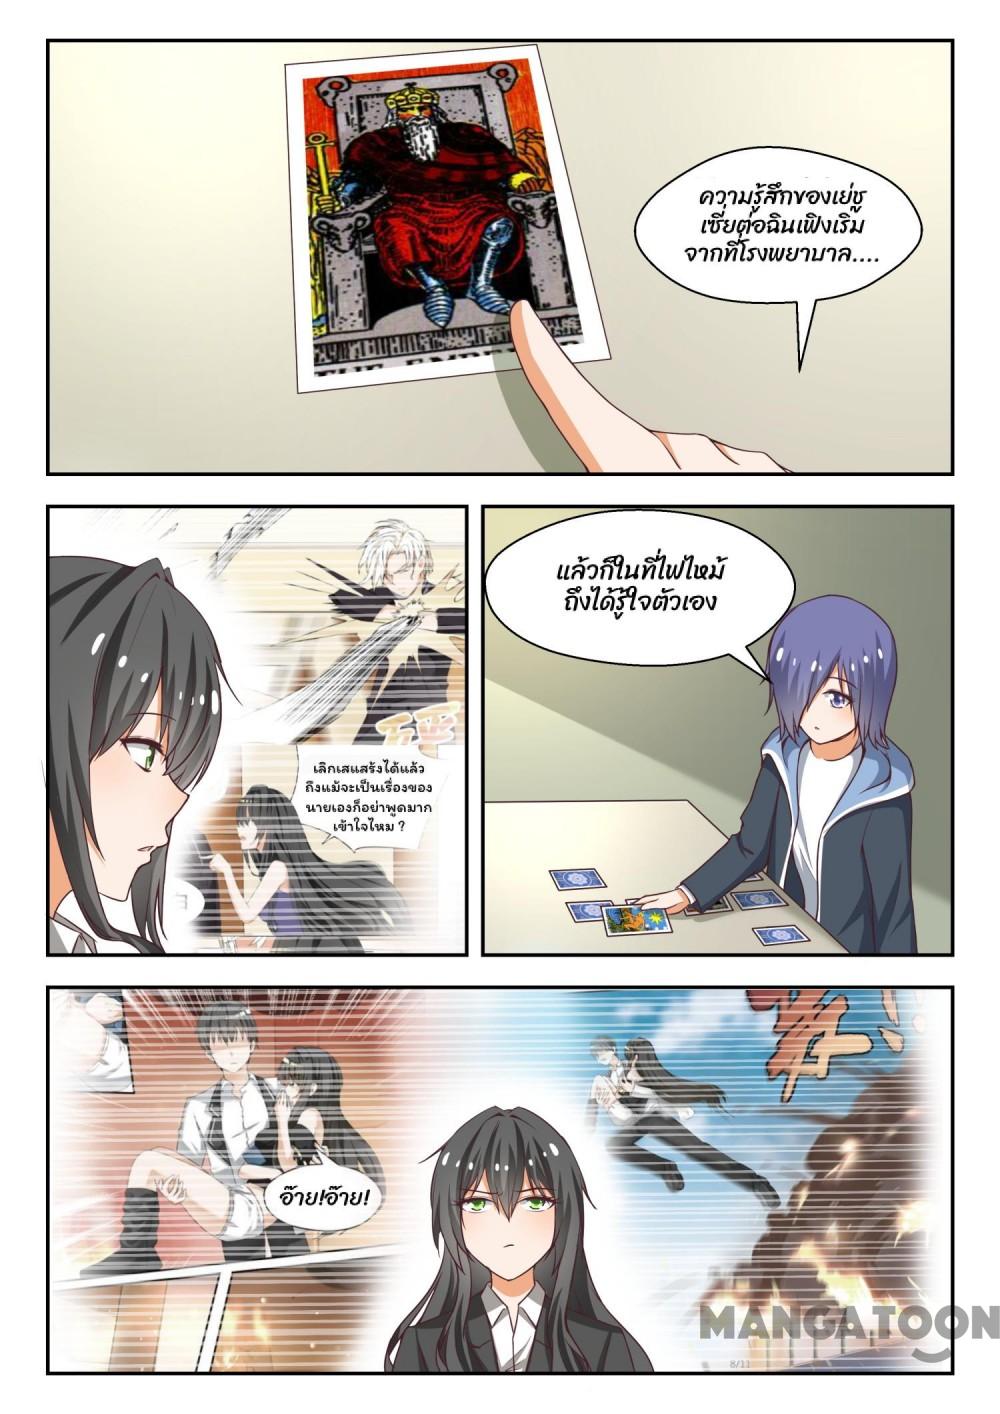 ความรู้สึกของเย่ชู
เซี่ยต่อฉินเฟิงเริ่ม
จากที่โรงพยาบาล....
แล้วก็ในที่ไฟไหม้
ถึงได้รู้ใจตัวเอง
เลิกเสแสร้งได้แล้ว
ถึงแม้จะเป็นเรื่องของ
นายเองก็อย่าพูดมาก
เข้าใจไหม ?
อ๊าย!อ๊าย!
MANGATOON
8/11